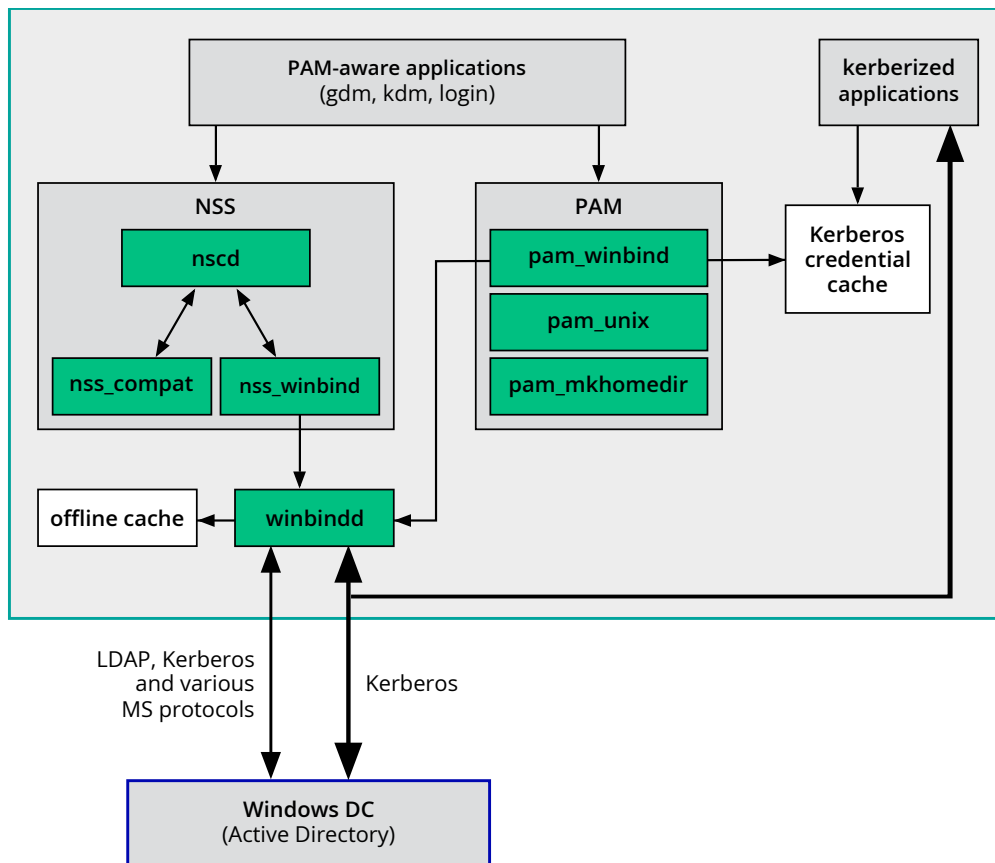 PAM-aware applications
(gdm, kdm, login)
kerberized
applications
NSS
nscd
nss_compat
nss_winbind
PAM
pam_winbind
pam_unix
pam_mkhomedir
Kerberos
credential
cache
offline cache
winbindd
LDAP, Kerberos
and various
MS protocols
Kerberos
Windows DC
(Active Directory)